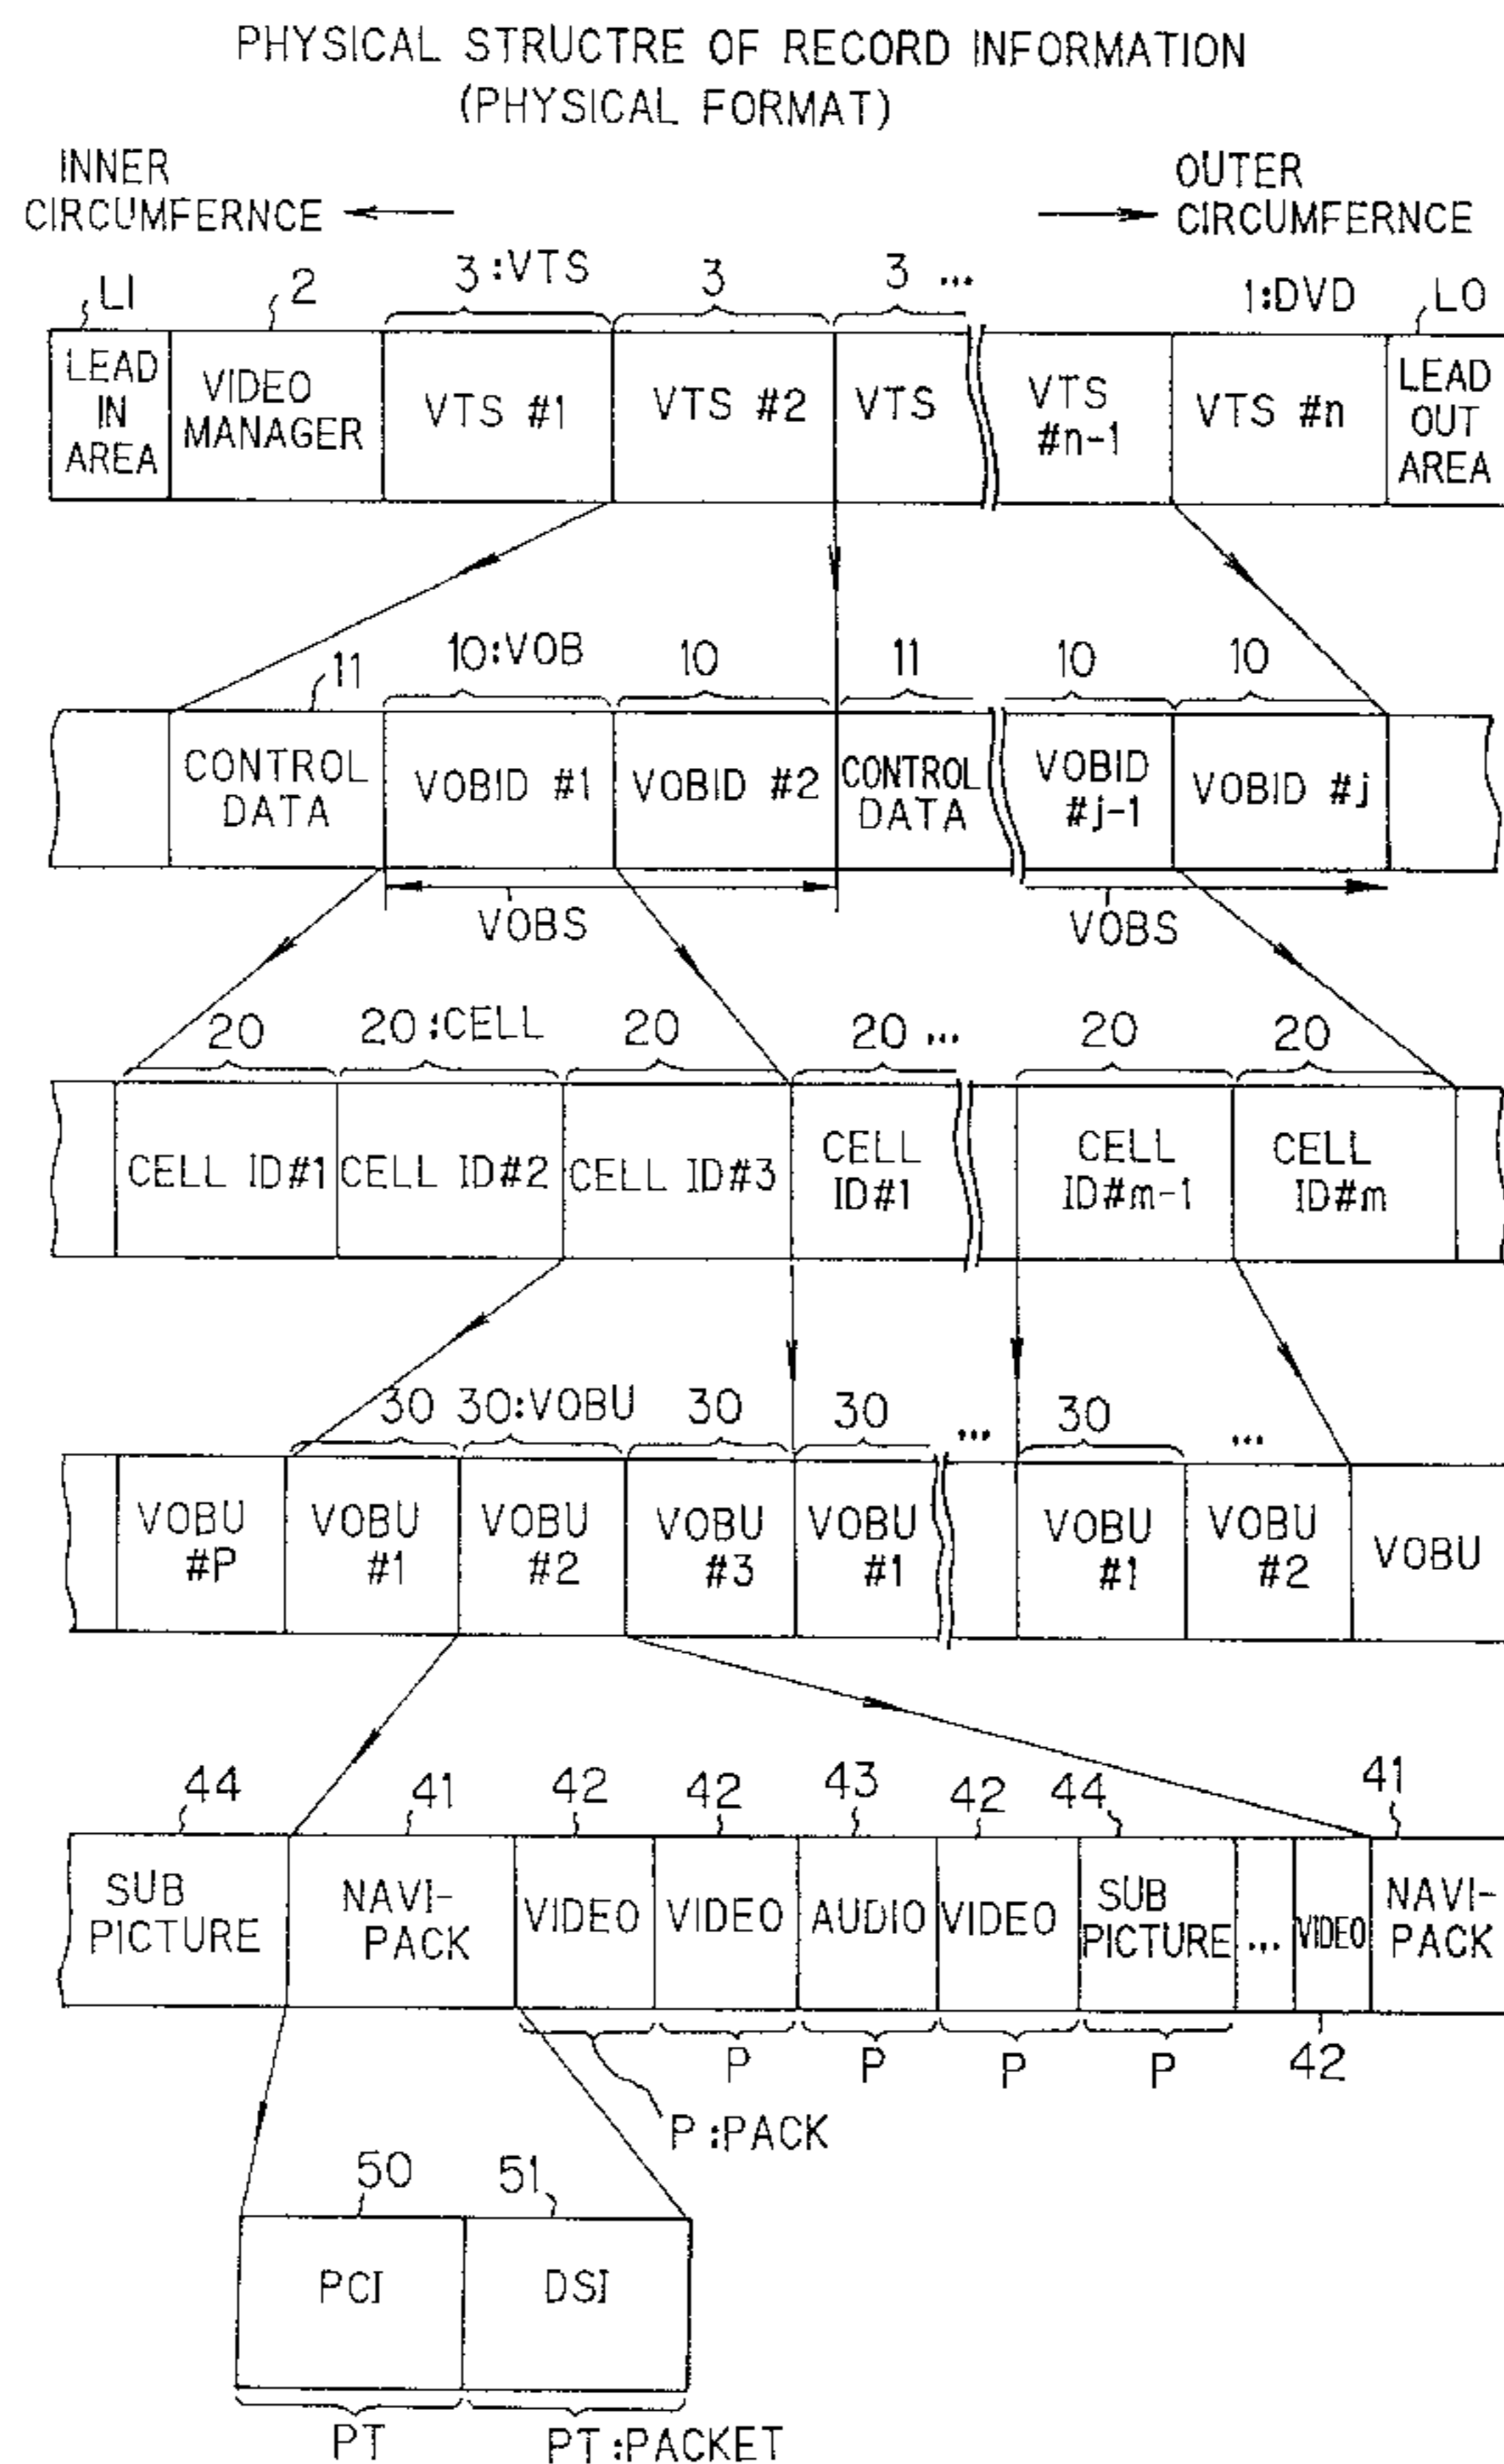 PHYSICAL STRUCTRE OF RECORD INFORMATION
(PHYSICAL FORMAT)
INNER
CIRCUMFERNCE
OUTER
CIRCUMFERNCE
LI
2
3:VTS
3
3 ...
1:DVD
LO
LEAD
IN
AREA
VIDEO
MANAGER
VTS #1
VTS #2
VTS
VTS
#n-1
VTS #n
LEAD
OUT
AREA
11
10:VOB
10
11
10
10
CONTROL
DATA
VOBID #1
VOBID #2
CONTROL
DATA
VOBID
#j-1
VOBID #j
VOBS
VOBS
20
20:CELL
20
20 ...
20
20
CELL ID#1
CELL ID#2
CELL ID#3
CELL
ID#1
CELL
ID#m-1
CELL
ID#m
30
30:VOBU
30
30
...
30
...
VOBU
#P
VOBU
#1
VOBU
#2
VOBU
#3
VOBU
#1
VOBU
#1
VOBU
#2
VOBU
44
41
42
42
43
42
44
41
SUB
PICTURE
NAVI-
PACK
VIDEO
VIDEO
AUDIO
VIDEO
SUB
PICTURE
...
VIDEO
NAVI-
PACK
P
P
P
P
42
P:PACK
50
51
PCI
DSI
PT
PT:PACKET